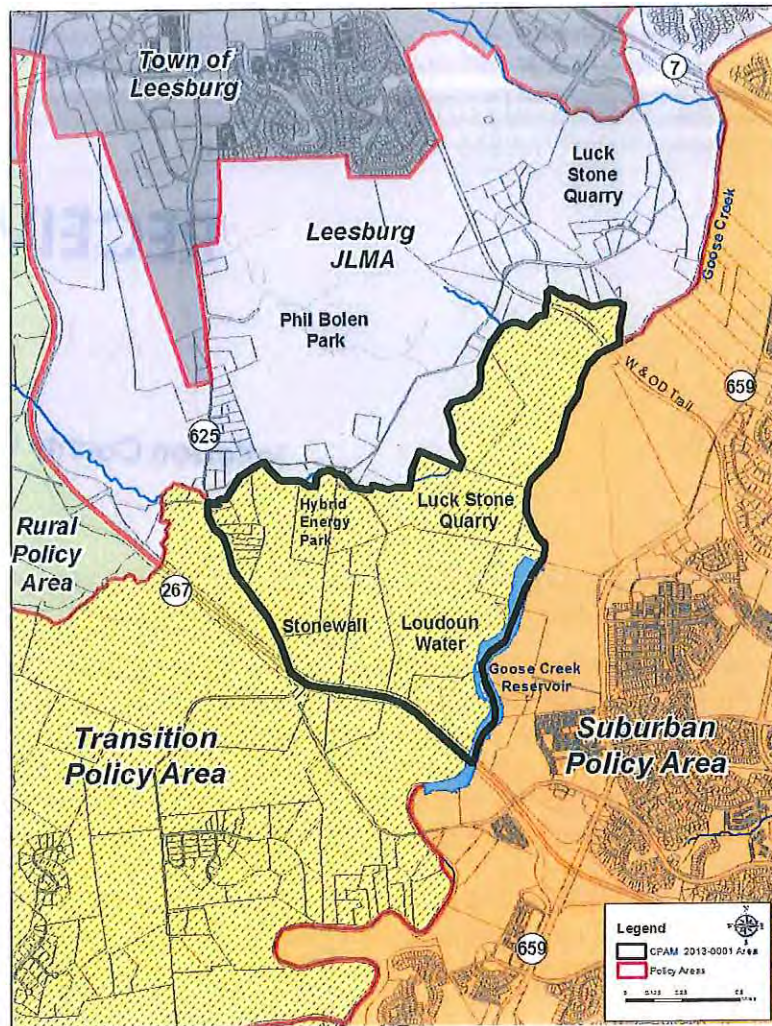 Town of
Leesburg
7
Luck
Stone
Quarry
Leesburg
JLMA
Goose Creek
Phil Bolen
Park
W & OD Trail
659
625
Hybrid
Energy
Park
Luck Stone
Quarry
Rural
Policy
Area
267
Stonewall
Loudoun
Water
Goose Creek
Reservoir
Transition
Policy Area
Suburban
Policy Area
659
Legend
CPAM 2013-0001 Area
Policy Areas